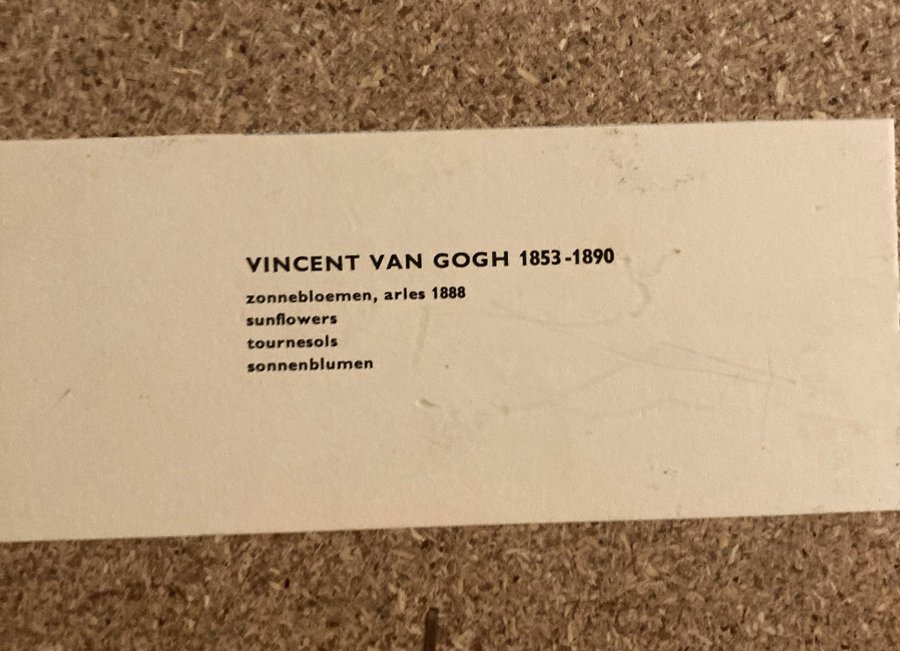 VINCENT VAN GOGH 1853-1890
zonnebloemen, arles 1888
sunflowers
tournesols
sonnenblumen